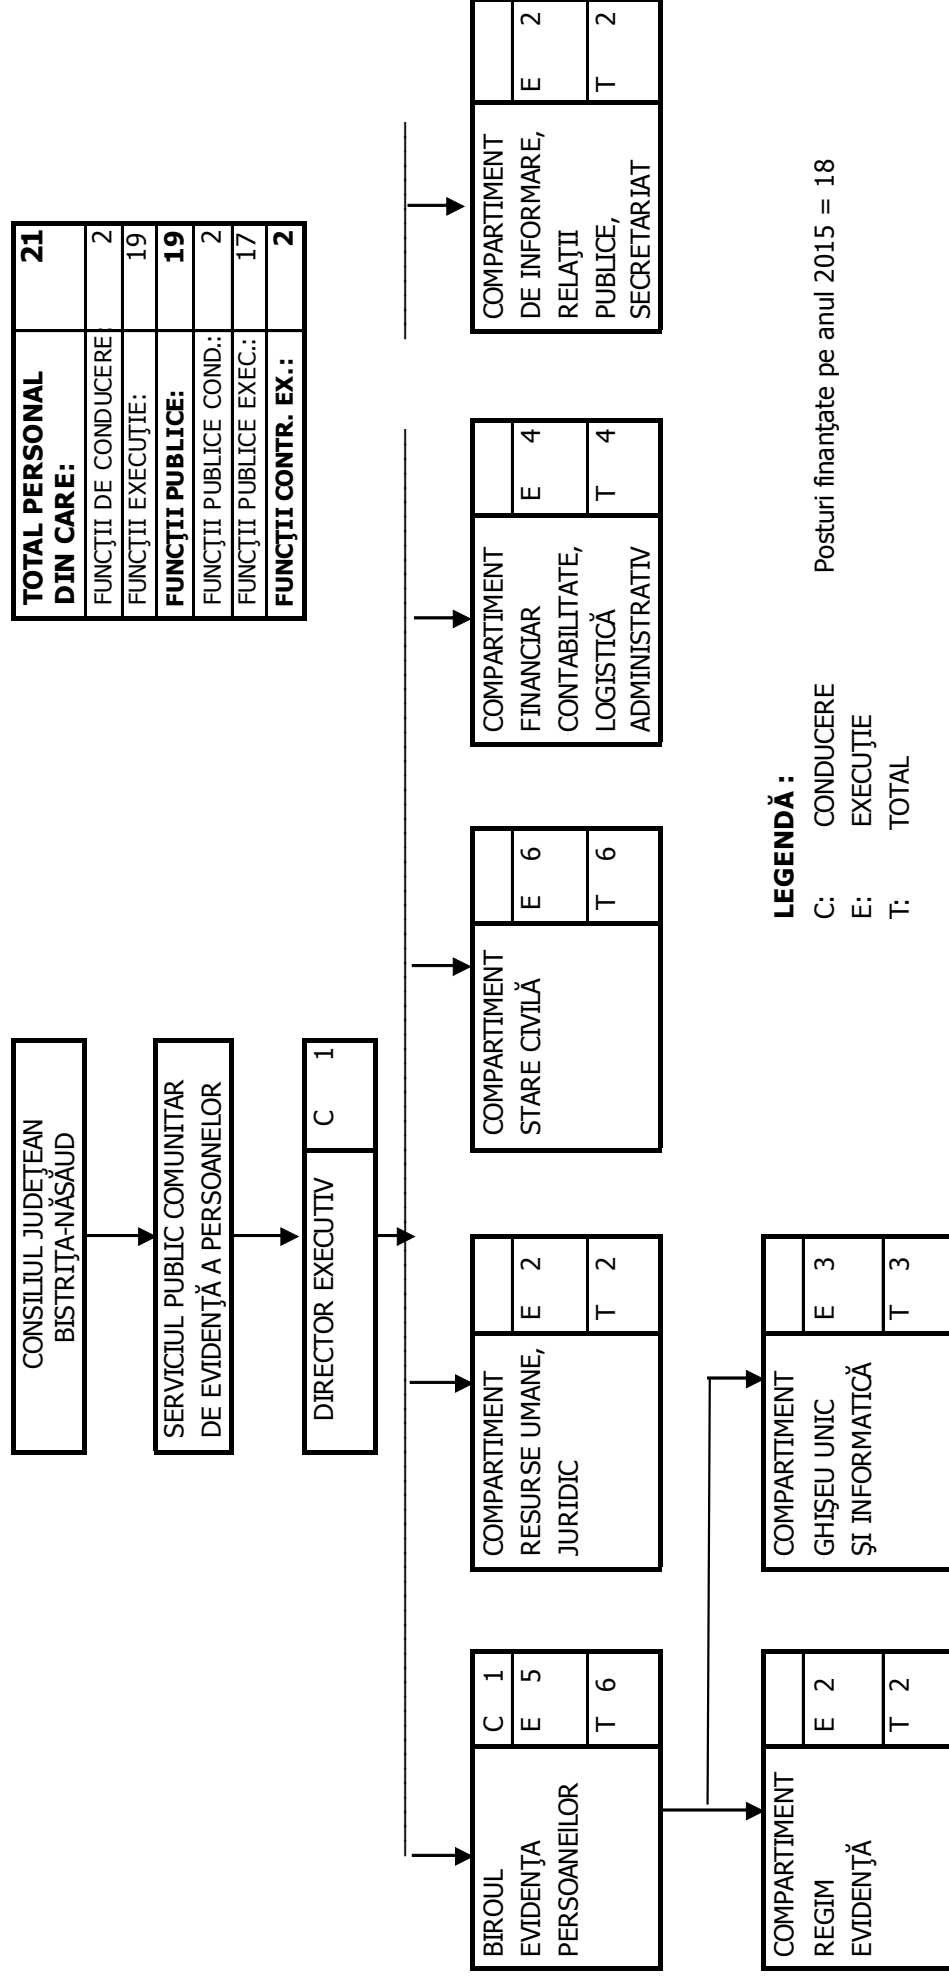 CONSILIUL JUDEŢEAN
BISTRIŢA-NĂSĂUD
TOTAL PERSONAL 21
DIN CARE:
FUNCŢII DE CONDUCERE: 2
FUNCŢII EXECUŢIE: 19
FUNCŢII PUBLICE: 19
FUNCŢII PUBLICE COND.: 2
FUNCŢII PUBLICE EXEC.: 17
FUNCŢII CONTR. EX.: 2
SERVICIUL PUBLIC COMUNITAR
DE EVIDENŢĂ A PERSOANELOR
DIRECTOR EXECUTIV C 1
BIROUL
EVIDENŢA
PERSOANEILOR
C 1
E 5
T 6
COMPARTIMENT
RESURSE UMANE,
JURIDIC
E 2
T 2
COMPARTIMENT
STARE CIVILĂ
E 6
T 6
COMPARTIMENT
FINANCIAR
CONTABILITATE,
LOGISTICĂ
ADMINISTRATIV
E 4
T 4
COMPARTIMENT
DE INFORMARE,
RELAŢII
PUBLICE,
SECRETARIAT
E 2
T 2
COMPARTIMENT
REGIM
EVIDENŢĂ
E 2
T 2
COMPARTIMENT
GHIŞEU UNIC
ŞI INFORMATICĂ
E 3
T 3
LEGENDĂ :
C: CONDUCERE
E: EXECUŢIE
T: TOTAL
Posturi finanţate pe anul 2015 = 18